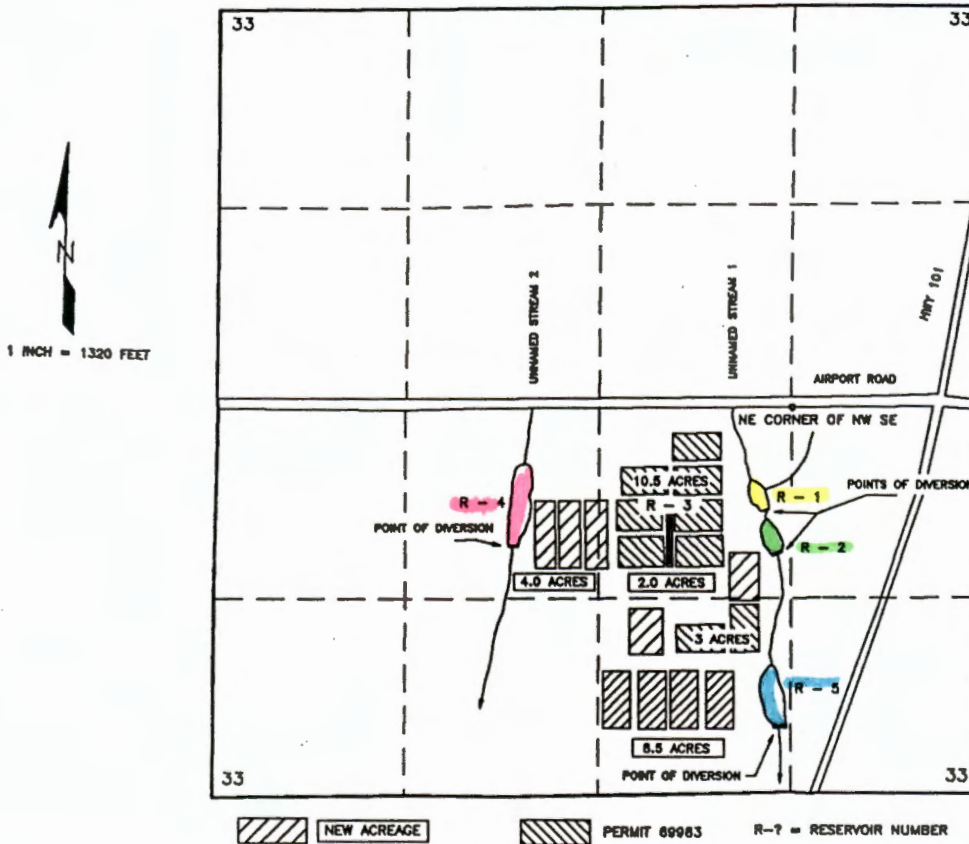 33
33
HWY 101
UNNAMED STREAM 2
UNNAMED STREAM 1
N
1 INCH = 1320 FEET
AIRPORT ROAD
NE CORNER OF NW SE
10.5 ACRES
R - 1
POINTS OF DIVERSION
R - 4
R - 3
POINT OF DIVERSION
R - 2
4.0 ACRES
2.0 ACRES
3 ACRES
R - 5
6.5 ACRES
POINT OF DIVERSION
33
33
NEW ACREAGE
PERMIT 69963
R-? = RESERVOIR NUMBER